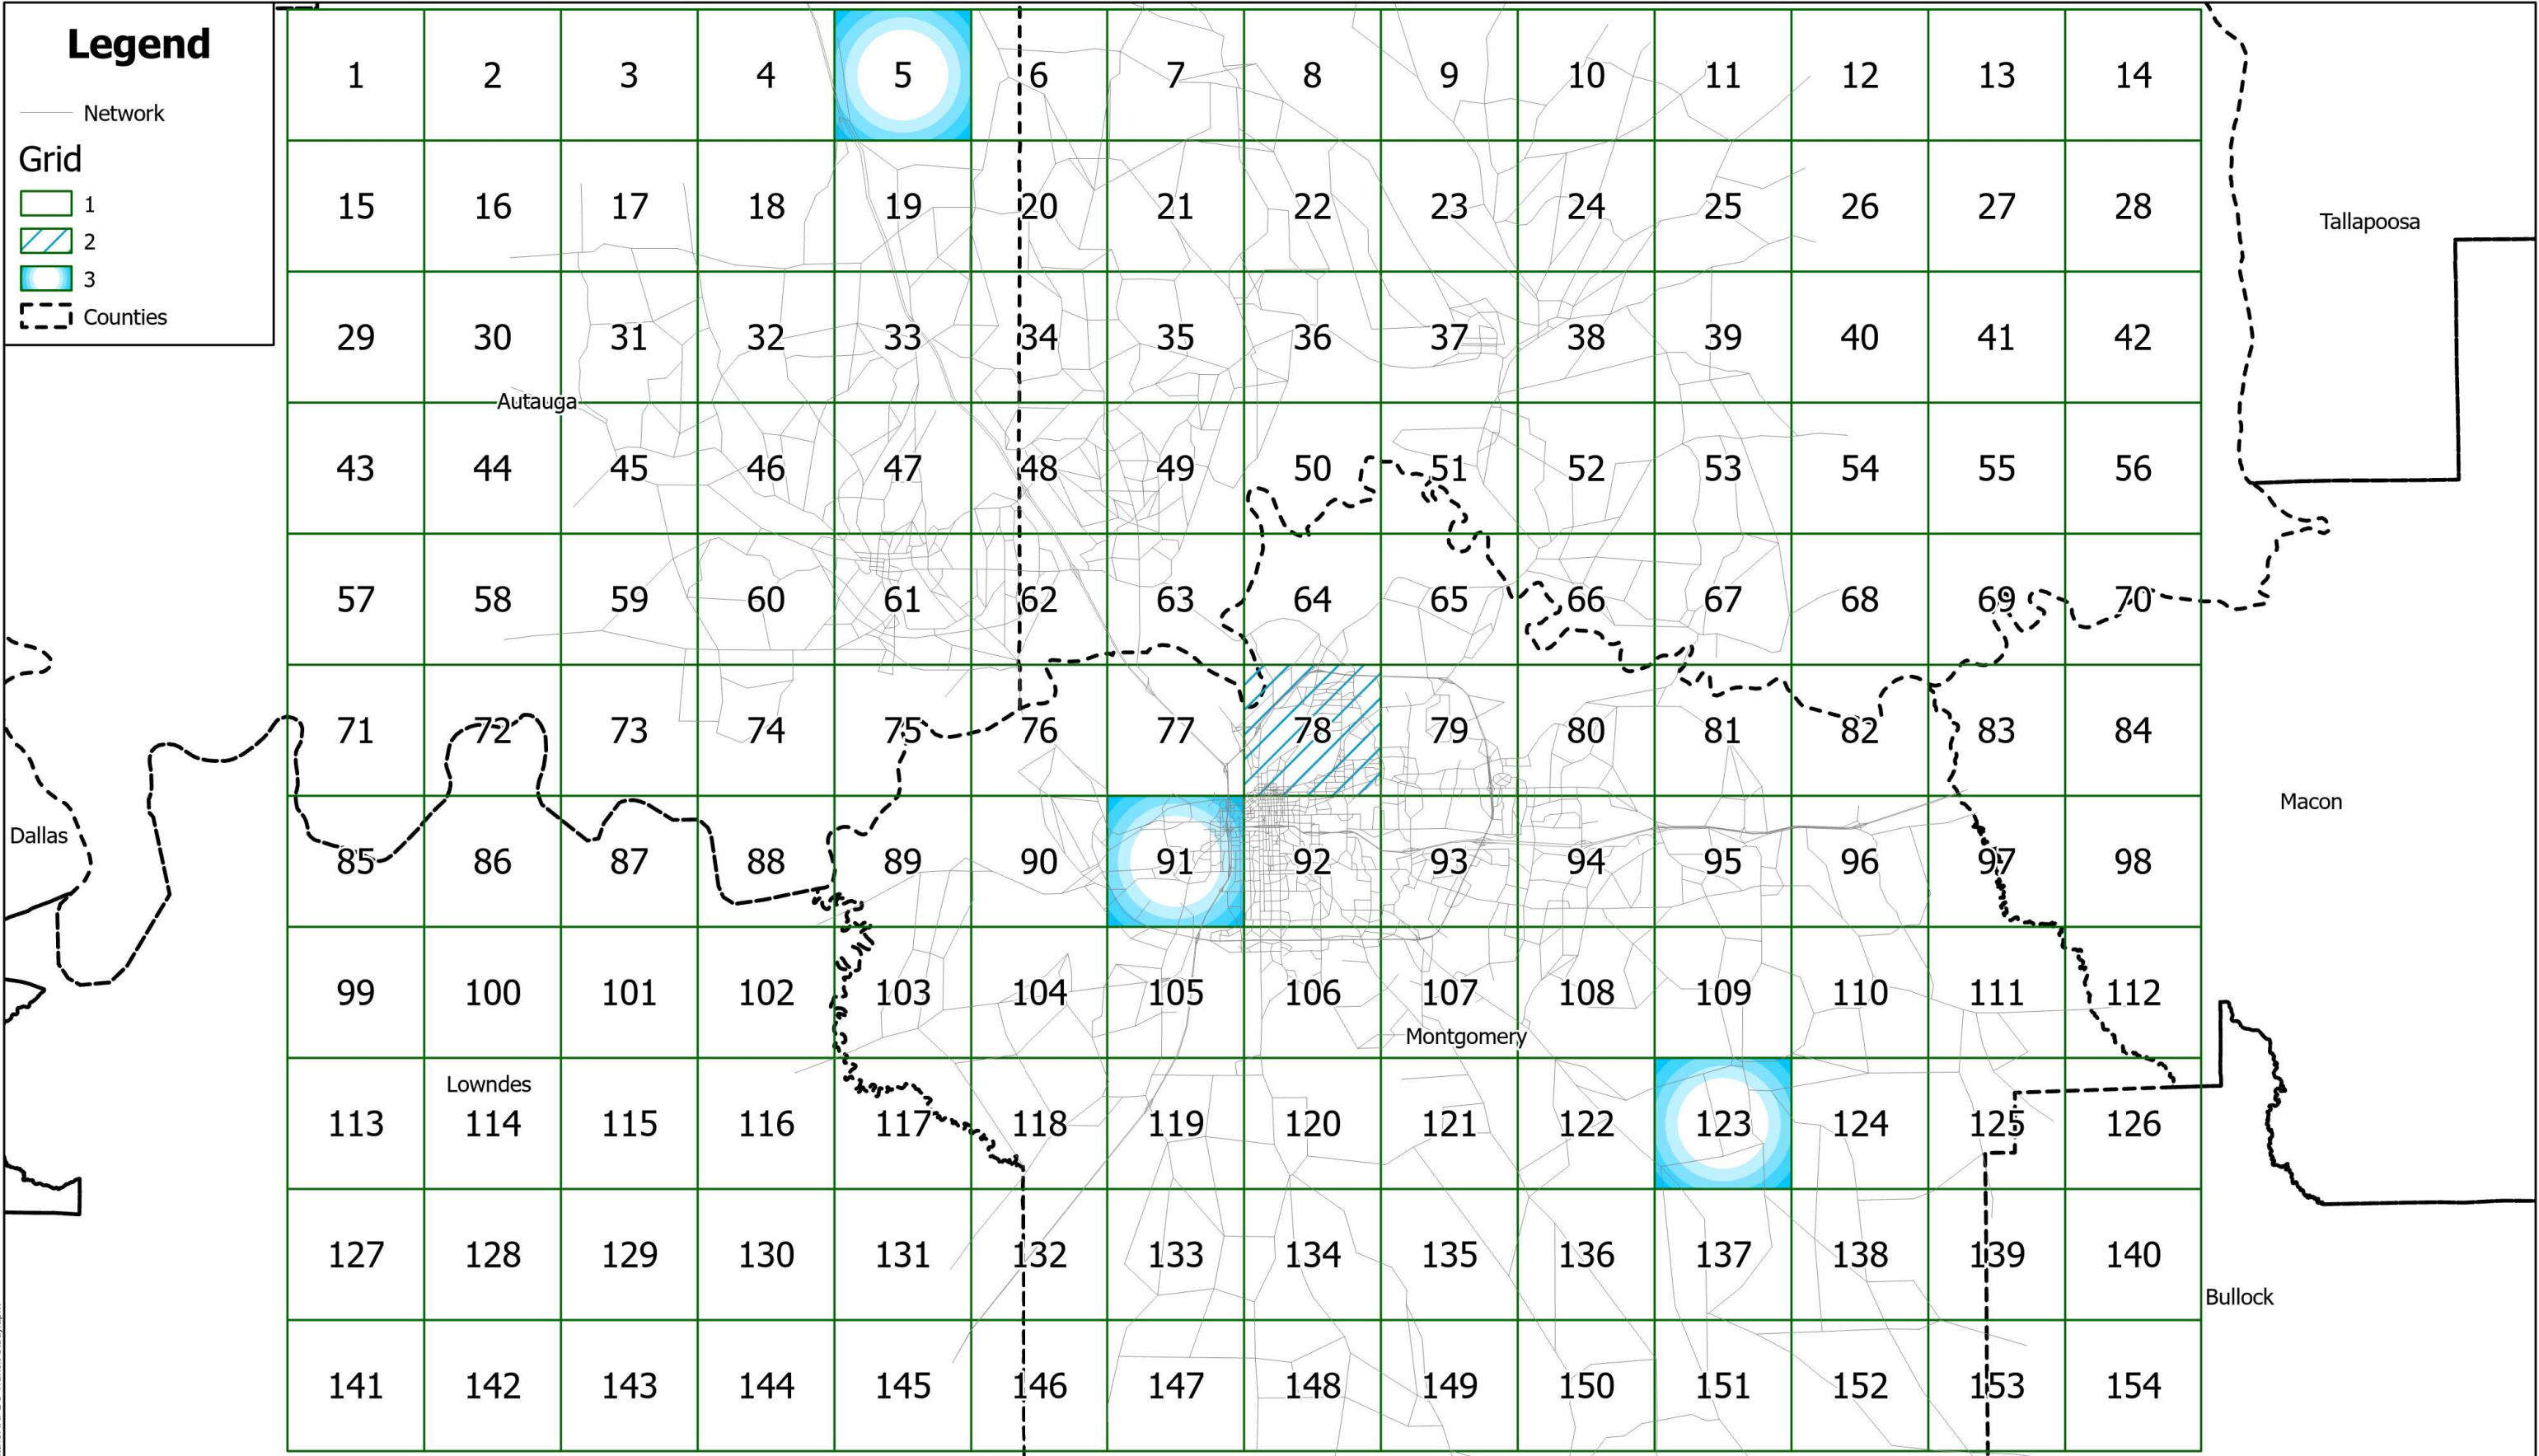 Legend
Network
Grid
1
2
3
Counties
1 2 3 4 5 6 7 8 9 10 11 12 13 14
15 16 17 18 19 20 21 22 23 24 25 26 27 28
Tallapoosa
29 30 31 32 33 34 35 36 37 38 39 40 41 42
Autauga
43 44 45 46 47 48 49 50 51 52 53 54 55 56
57 58 59 60 61 62 63 64 65 66 67 68 69 70
71 72 73 74 75 76 77 78 79 80 81 82 83 84
Macon
Dallas
85 86 87 88 89 90 91 92 93 94 95 96 97 98
99 100 101 102 103 104 105 106 107 108 109 110 111 112
Montgomery
Lowndes
113 114 115 116 117 118 119 120 121 122 123 124 125 126
127 128 129 130 131 132 133 134 135 136 137 138 139 140
Bullock
141 142 143 144 145 146 147 148 149 150 151 152 153 154